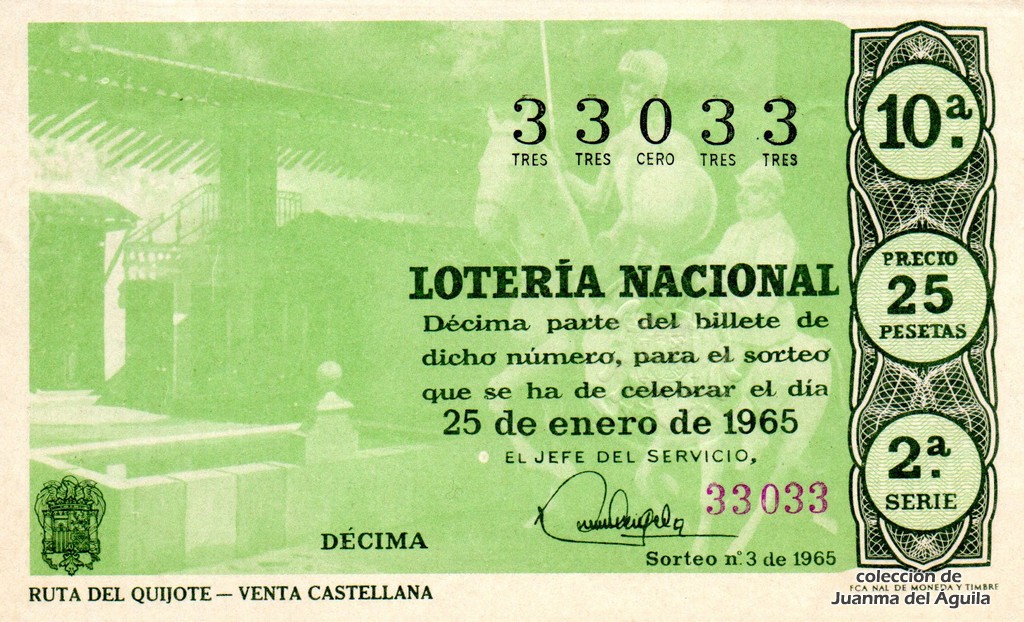 33033
TRES TRES CERO TRES TRES
LOTERÍA NACIONAL
Décima parte del billete de
dicho número, para el sorteo
que se ha de celebrar el día
25 de enero de 1965
EL JEFE DEL SERVICIO,
33033
DÉCIMA
Sorteo nº 3 de 1965
10ª.
PRECIO
25
PESETAS
2ª.
SERIE
RUTA DEL QUIJOTE — VENTA CASTELLANA
FCA NAL DE MONEDA Y TIMBRE
colección de
Juanma del Águila